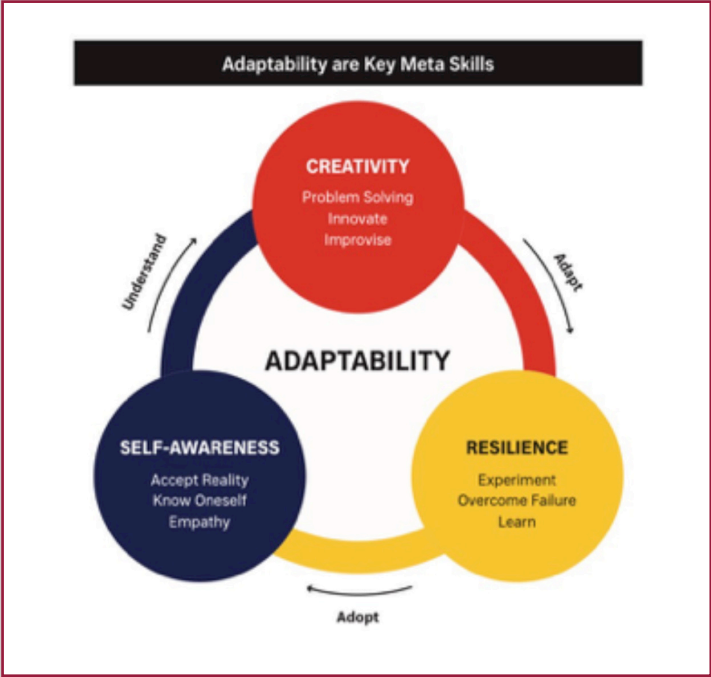 Adaptability are Key Meta Skills
CREATIVITY
Problem Solving
Innovate
Improvise
Understand
Adapt
ADAPTABILITY
SELF-AWARENESS
Accept Reality
Know Oneself
Empathy
RESILIENCE
Experiment
Overcome Failure
Learn
Adopt